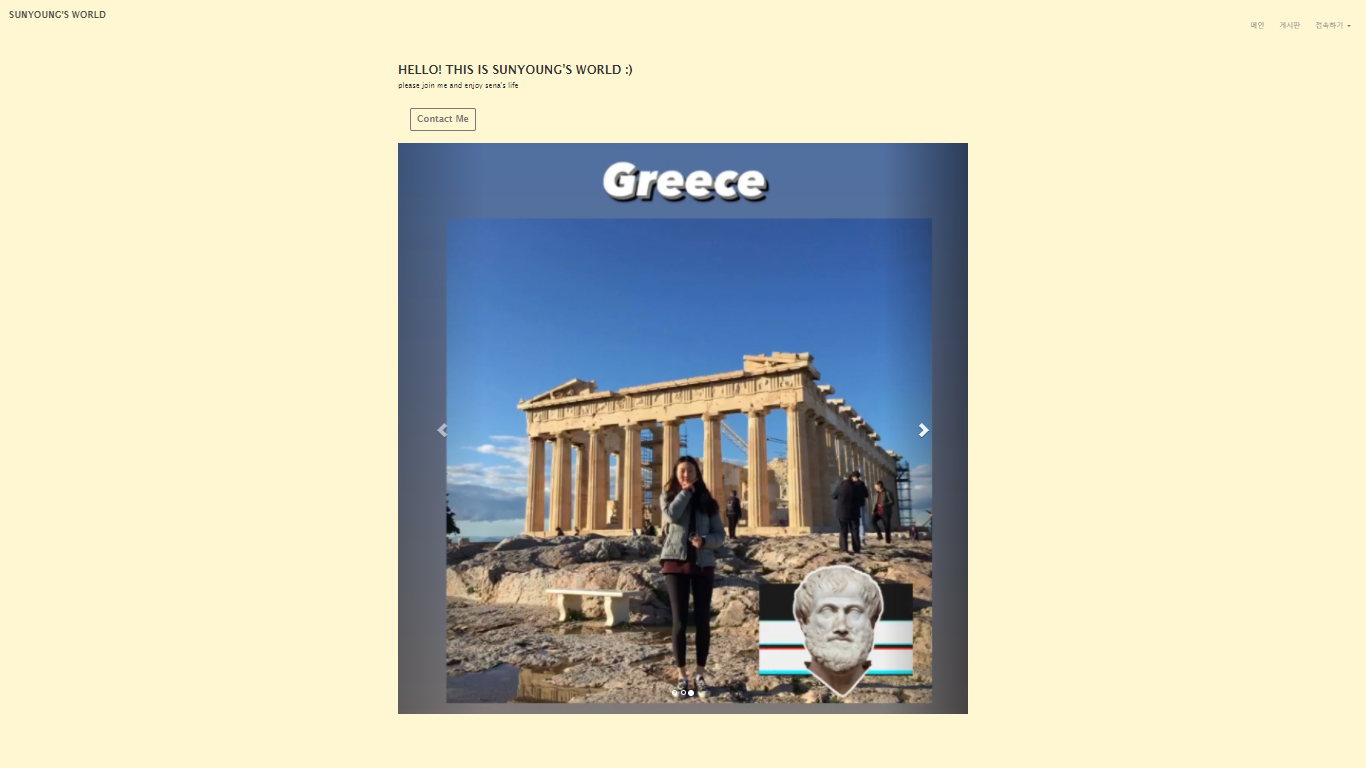 SUNYOUNG'S WORLD
메인 게시판 접속하기
HELLO! THIS IS SUNYOUNG'S WORLD :)
please join me and enjoy sena's life
Contact Me
Greece